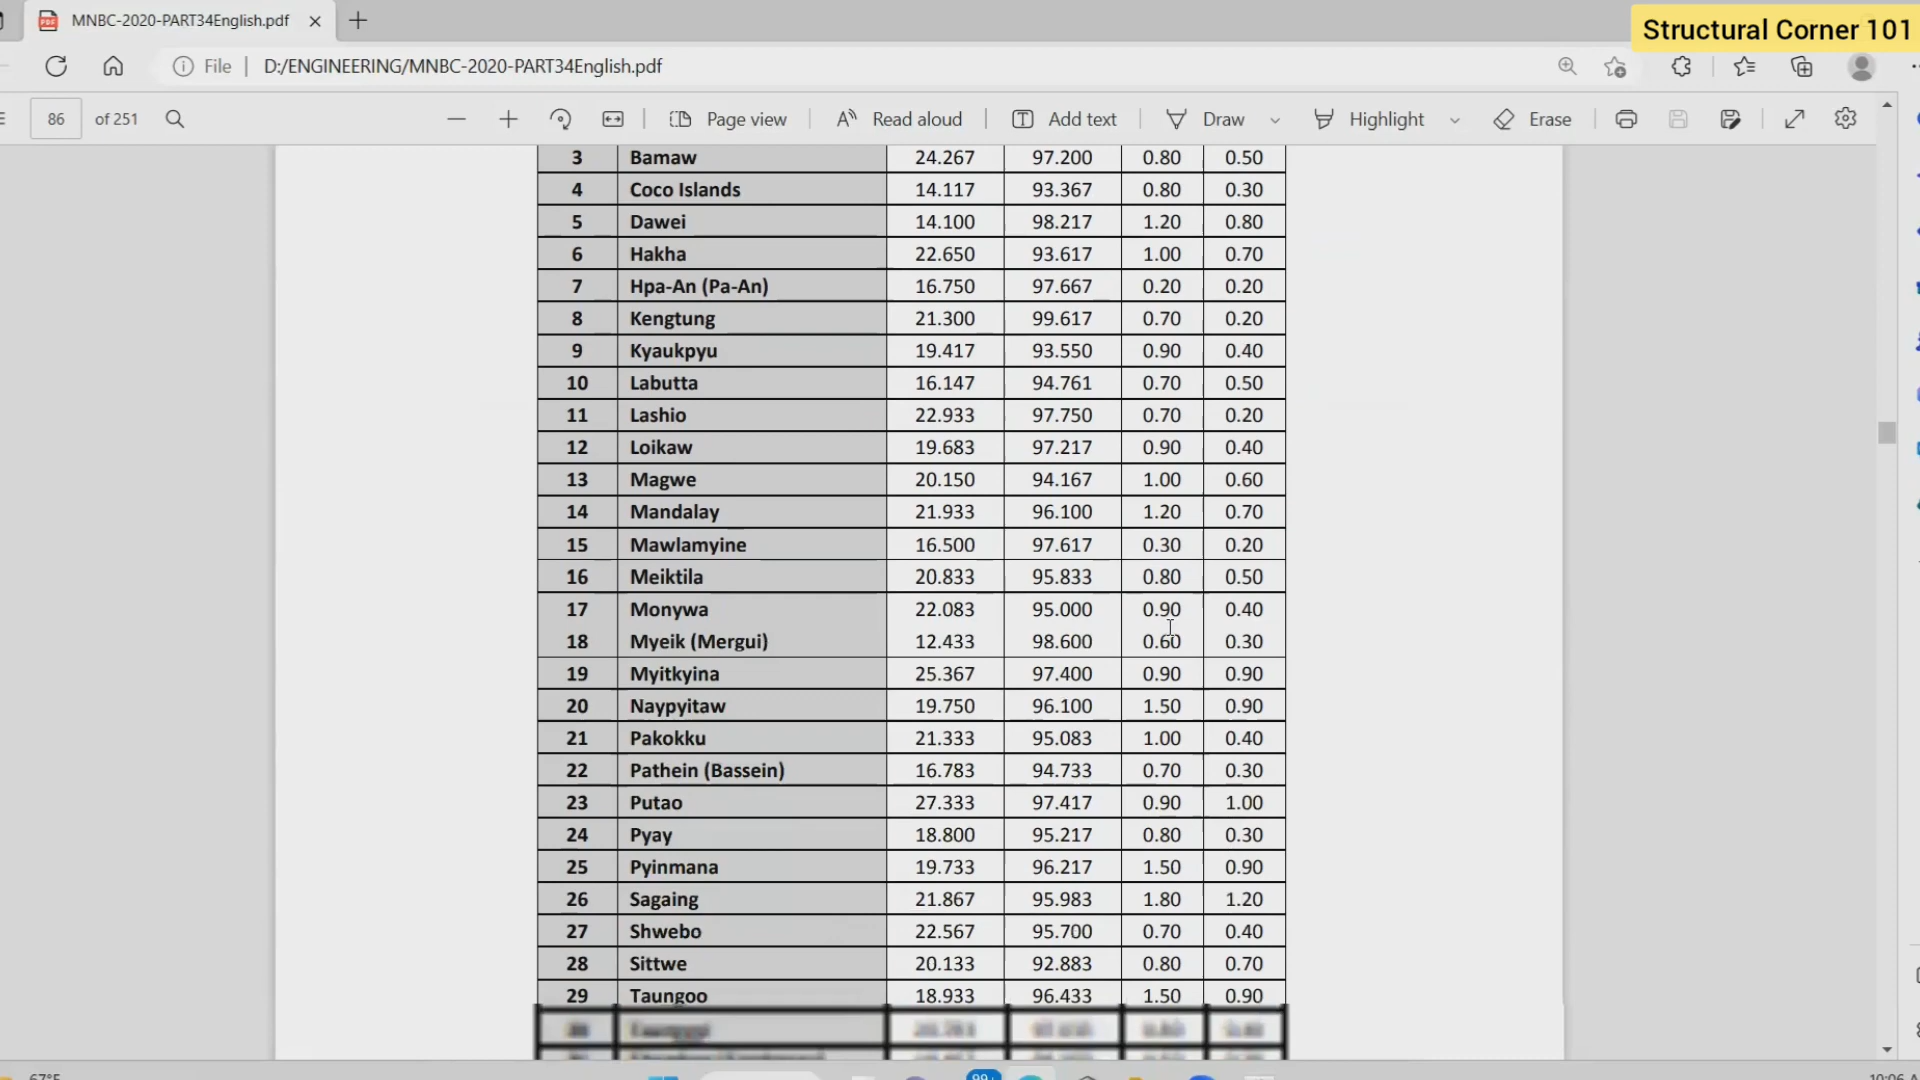 MNBC-2020-PART34English.pdf
Structural Corner 101
File D:/ENGINEERING/MNBC-2020-PART34English.pdf
86 of 251 Page view Read aloud Add text Draw Highlight Erase
3 Bamaw 24.267 97.200 0.80 0.50
4 Coco Islands 14.117 93.367 0.80 0.30
5 Dawei 14.100 98.217 1.20 0.80
6 Hakha 22.650 93.617 1.00 0.70
7 Hpa-An (Pa-An) 16.750 97.667 0.20 0.20
8 Kengtung 21.300 99.617 0.70 0.20
9 Kyaukpyu 19.417 93.550 0.90 0.40
10 Labutta 16.147 94.761 0.70 0.50
11 Lashio 22.933 97.750 0.70 0.20
12 Loikaw 19.683 97.217 0.90 0.40
13 Magwe 20.150 94.167 1.00 0.60
14 Mandalay 21.933 96.100 1.20 0.70
15 Mawlamyine 16.500 97.617 0.30 0.20
16 Meiktila 20.833 95.833 0.80 0.50
17 Monywa 22.083 95.000 0.90 0.40
18 Myeik (Mergui) 12.433 98.600 0.60 0.30
19 Myitkyina 25.367 97.400 0.90 0.90
20 Naypyitaw 19.750 96.100 1.50 0.90
21 Pakokku 21.333 95.083 1.00 0.40
22 Pathein (Bassein) 16.783 94.733 0.70 0.30
23 Putao 27.333 97.417 0.90 1.00
24 Pyay 18.800 95.217 0.80 0.30
25 Pyinmana 19.733 96.217 1.50 0.90
26 Sagaing 21.867 95.983 1.80 1.20
27 Shwebo 22.567 95.700 0.70 0.40
28 Sittwe 20.133 92.883 0.80 0.70
29 Taungoo 18.933 96.433 1.50 0.90